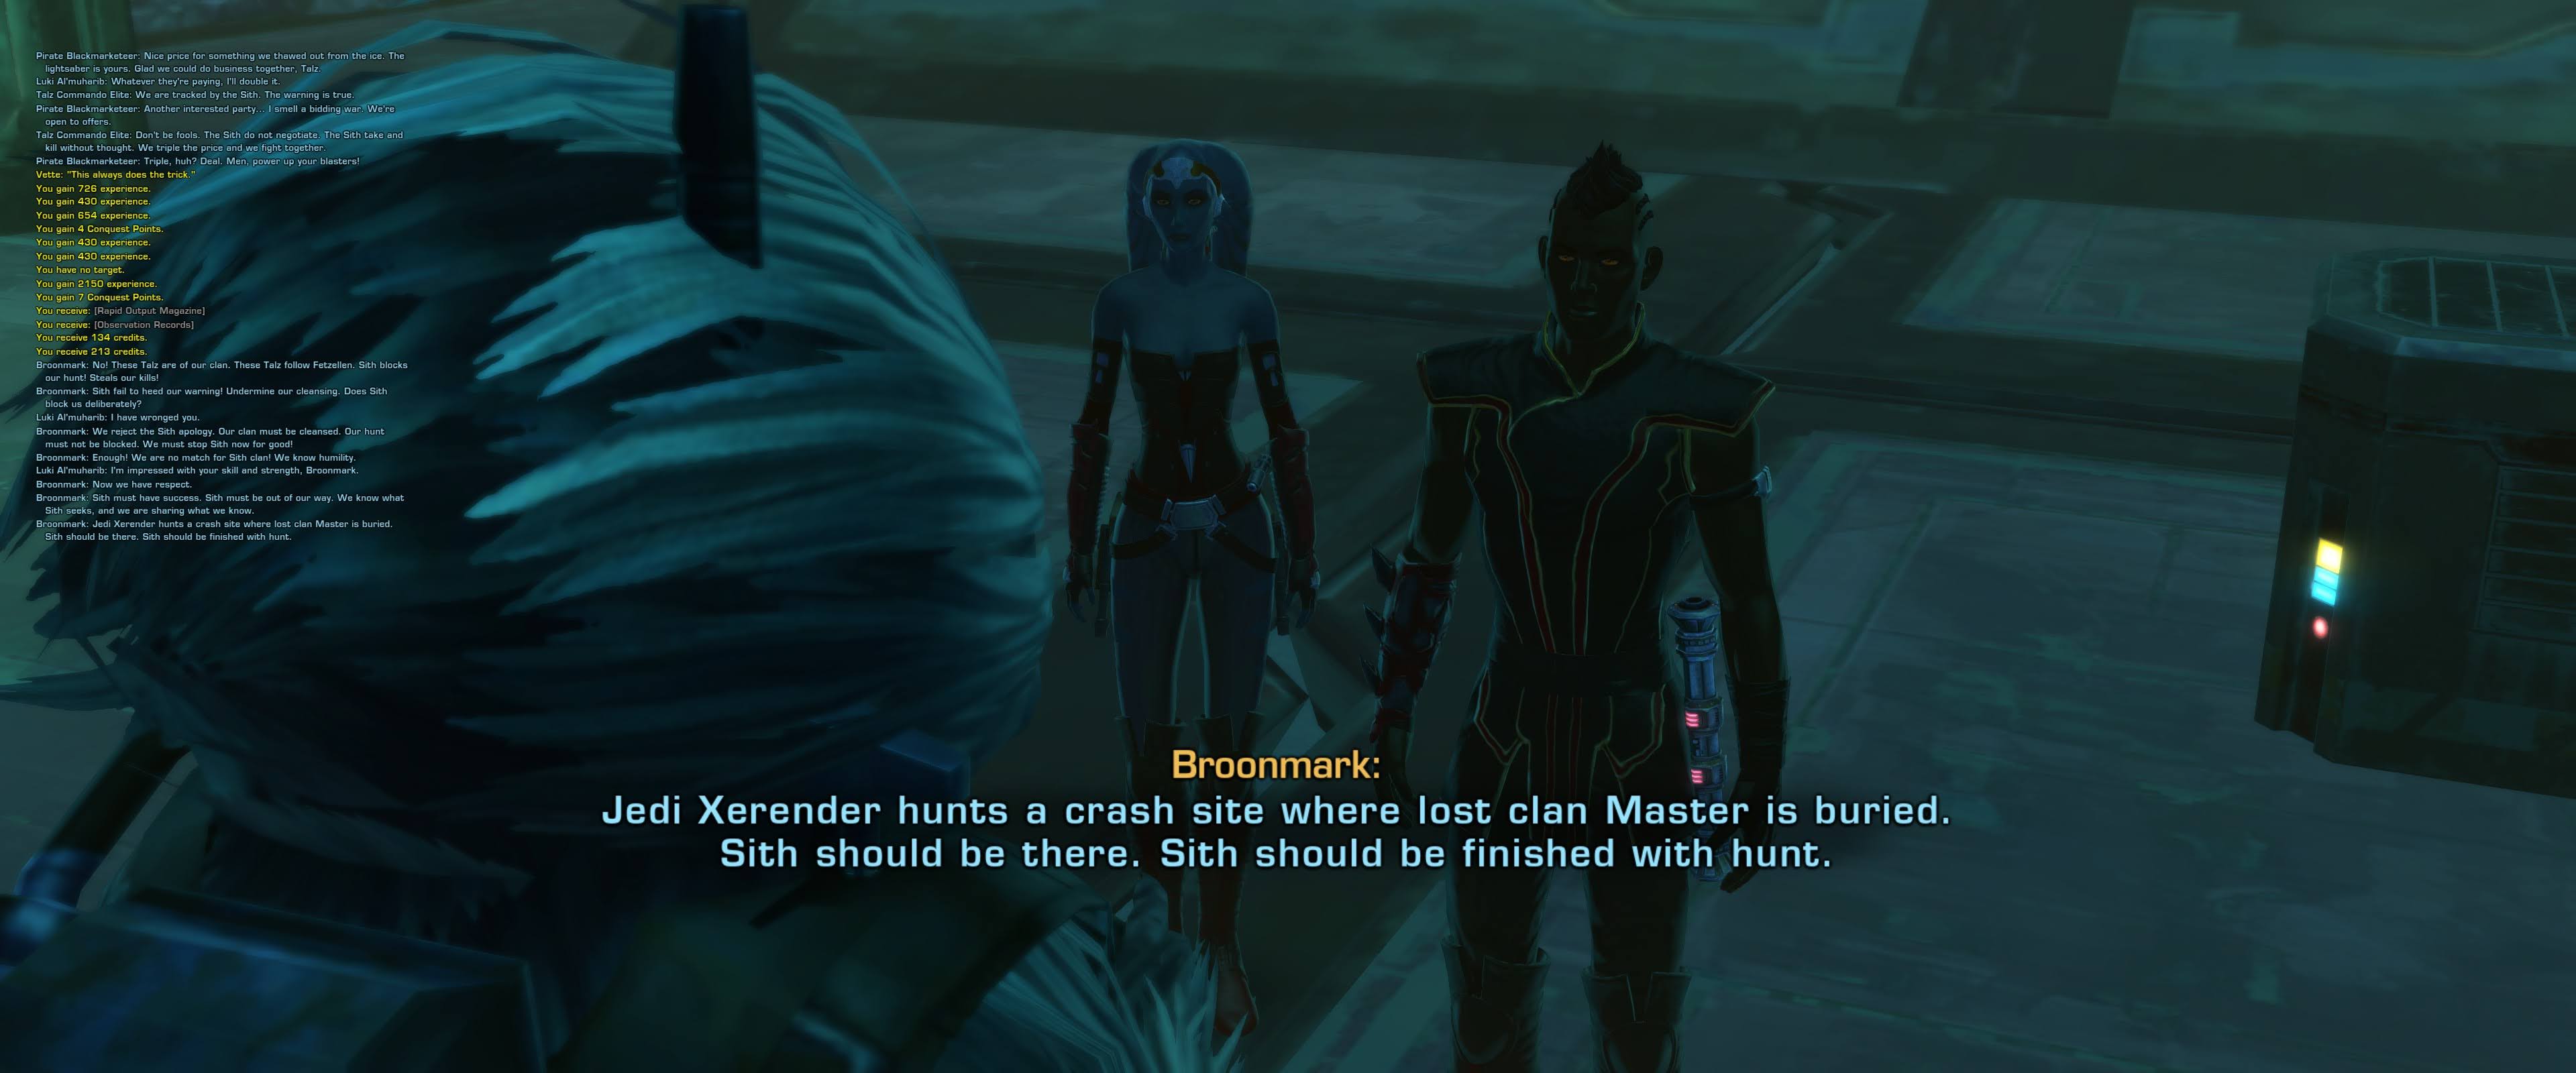 Pirate Blackmarketeer: Nice price for something we thawed out from the ice. The
lightsaber is yours. Glad we could do business together, Talz.
Luki Al'muharib: Whatever they're paying, I'll double it.
Talz Commando Elite: We are tracked by the Sith. The warning is true.
Pirate Blackmarketeer: Another interested party... I smell a bidding war. We're
open to offers.
Talz Commando Elite: Don't be fools. The Sith do not negotiate. The Sith take and
kill without thought. We triple the price and we fight together.
Pirate Blackmarketeer: Triple, huh? Deal. Men, power up your blasters!
Vette: "This always does the trick."
You gain 726 experience.
You gain 430 experience.
You gain 654 experience.
You gain 4 Conquest Points.
You gain 430 experience.
You gain 430 experience.
You have no target.
You gain 2150 experience.
You gain 7 Conquest Points.
You receive: [Rapid Output Magazine]
You receive: [Observation Records]
You receive 134 credits.
You receive 213 credits.
Broonmark: No! These Talz are of our clan. These Talz follow Fetzellen. Sith blocks
our hunt! Steals our kills!
Broonmark: Sith fail to heed our warning! Undermine our cleansing. Does Sith
block us deliberately?
Luki Al'muharib: I have wronged you.
Broonmark: We reject the Sith apology. Our clan must be cleansed. Our hunt
must not be blocked. We must stop Sith now for good!
Broonmark: Enough! We are no match for Sith clan! We know humility.
Luki Al'muharib: I'm impressed with your skill and strength, Broonmark.
Broonmark: Now we have respect.
Broonmark: Sith must have success. Sith must be out of our way. We know what
Sith seeks, and we are sharing what we know.
Broonmark: Jedi Xerender hunts a crash site where lost clan Master is buried.
Sith should be there. Sith should be finished with hunt.
Broonmark:
Jedi Xerender hunts a crash site where lost clan Master is buried.
Sith should be there. Sith should be finished with hunt.